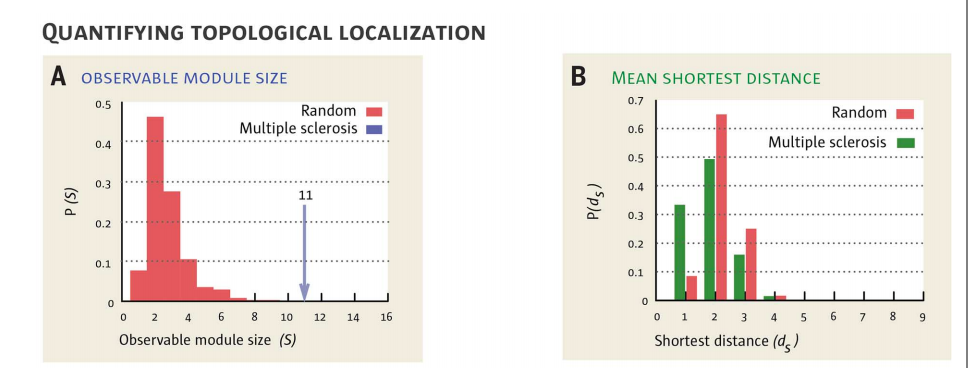 QUANTIFYING TOPOLOGICAL LOCALIZATION
A OBSERVABLE MODULE SIZE
0.5
0.4
0.3
0.2
0.1
0
P (S)
Random
Multiple sclerosis
11
0 2 4 6 8 10 12 14 16
Observable module size (S)
B MEAN SHORTEST DISTANCE
0.7
0.6
0.5
0.4
0.3
0.2
0.1
0
P(ds)
Random
Multiple sclerosis
0 1 2 3 4 5 6 7 8 9
Shortest distance (ds)